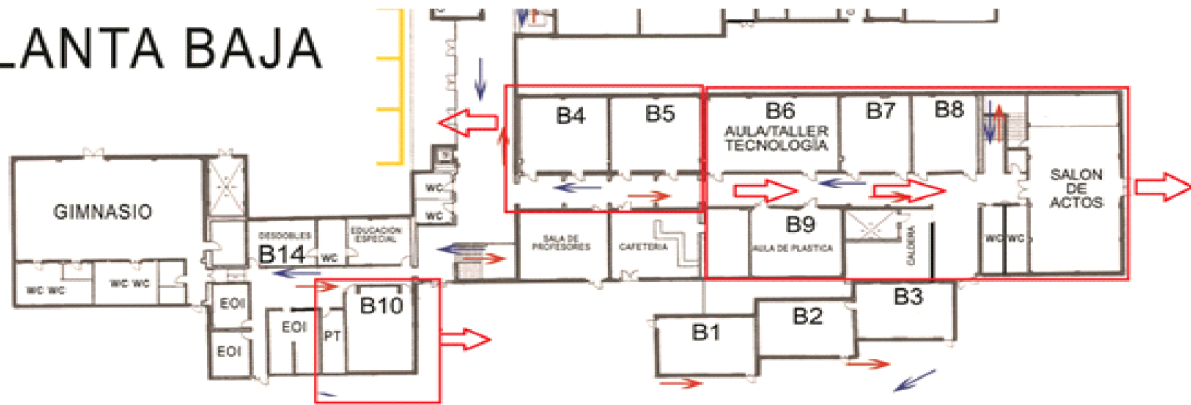 LANTA BAJA
B4
B5
B6
AULA/TALLER
TECNOLOGÏA
B7
B8
SALON
DE
ACTOS
GIMNASIO
WC
WC
DESDOBLES
B14
WC
EDUCACION
ESPECIAL
SALA DE
PROFESORES
CAFETERIA
B9
AULA DE PLASTICA
CALDERA
WC WC
WC WC
WC WC
EOI
EOI
EOI
PT
B10
B1
B2
B3